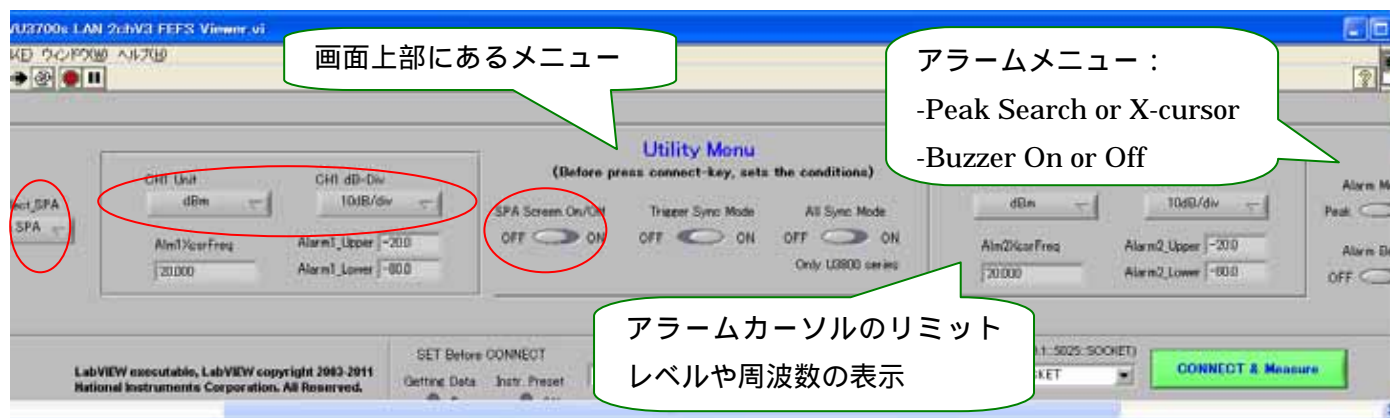 U3700s LAN 2chV3 FEFS Viewer.vi
ウィンドウ(W) ヘルプ(H)
画面上部にあるメニュー
アラームメニュー：
-Peak Search or X-cursor
-Buzzer On or Off
Utility Menu
(Before press connect-key, sets the conditions)
CH1 Unit
CH1 dB-Div
dBm
10dB/div
SPA
Alm1XcurFreq
20.000
Alarm1_Upper -20.0
Alarm1_Lower -80.0
SPA Screen On/Off
OFF ON
Trigger Sync Mode
OFF ON
All Sync Mode
OFF ON
Only U3800 series
dBm
10dB/div
Alm2XcurFreq
20.000
Alarm2_Upper -20.0
Alarm2_Lower -80.0
Alarm
Peak
Alarm
OFF
アラームカーソルのリミット
レベルや周波数の表示
LabVIEW executable, LabVIEW copyright 2003-2011
National Instruments Corporation. All Reserved.
SET Before CONNECT
Getting Data Instr. Preset
5025::SOCKET)
CONNECT & Measure